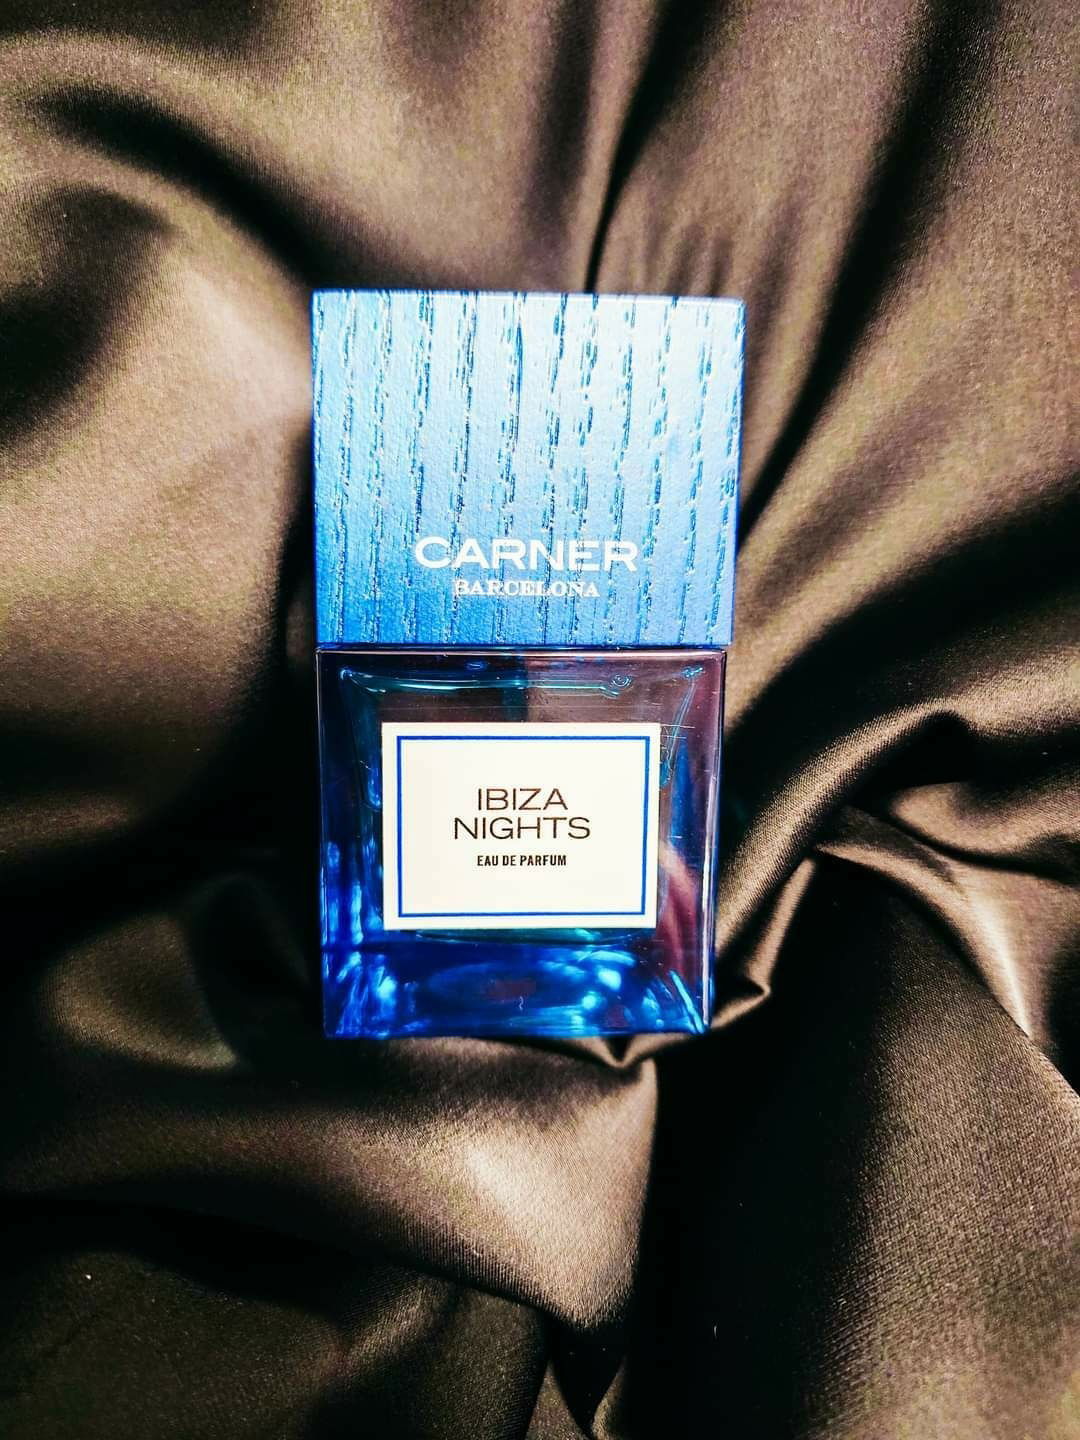 CARNER
BARCELONA
IBIZA
NIGHTS
EAU DE PARFUM